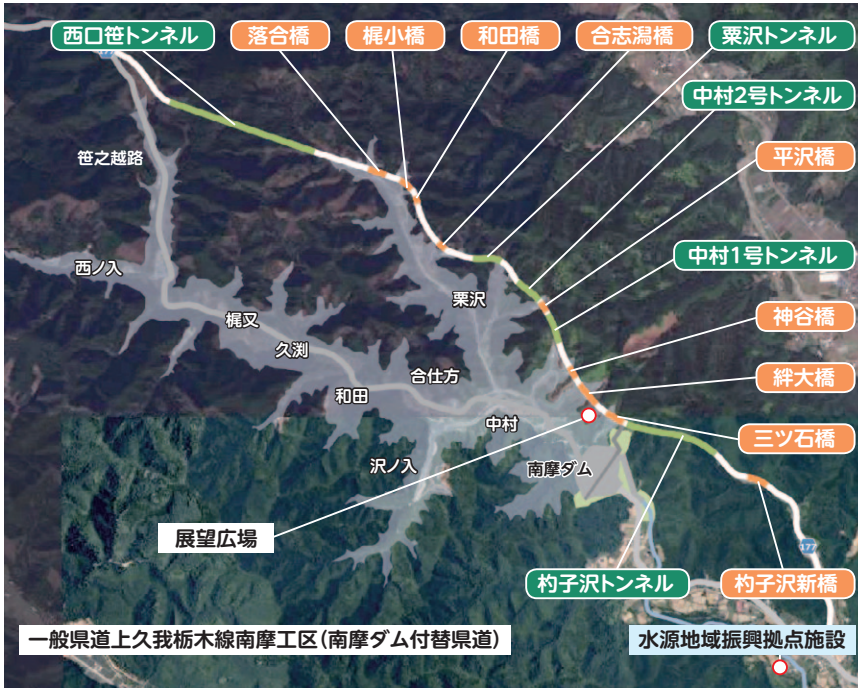 西口笹トンネル
落合橋
梶小橋
和田橋
合志潟橋
粟沢トンネル
177
中村2号トンネル
笹之越路
平沢橋
中村1号トンネル
西ノ入
粟沢
神谷橋
梶又
久渕
合仕方
絆大橋
和田
中村
三ツ石橋
沢ノ入
南摩ダム
展望広場
177
杓子沢トンネル
杓子沢新橋
一般県道上久我栃木線南摩工区(南摩ダム付替県道)
水源地域振興拠点施設